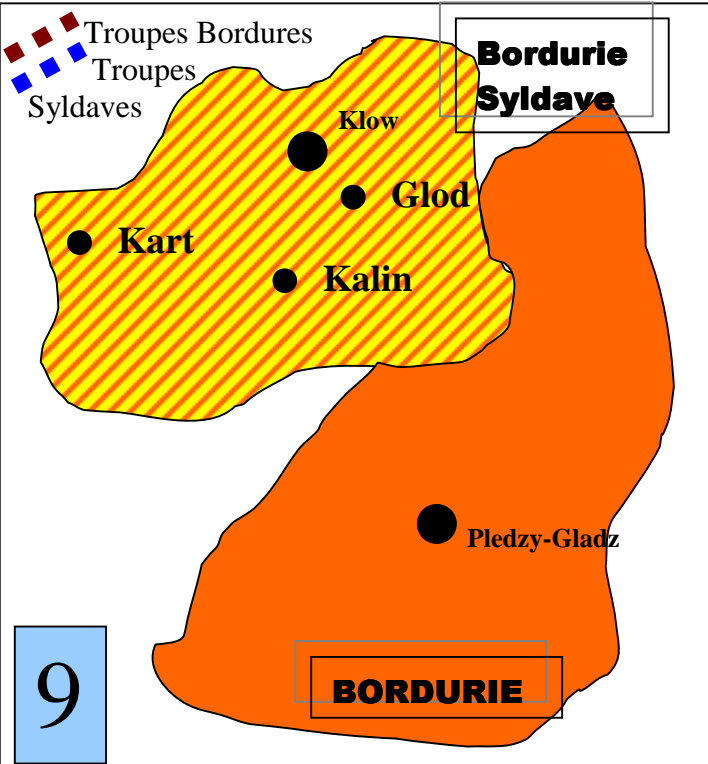 Troupes Bordures
Troupes
Syldaves
Bordurie
Syldave
Klow
Glod
Kart
Kalin
Pledzy-Gladz
BORDURIE
9